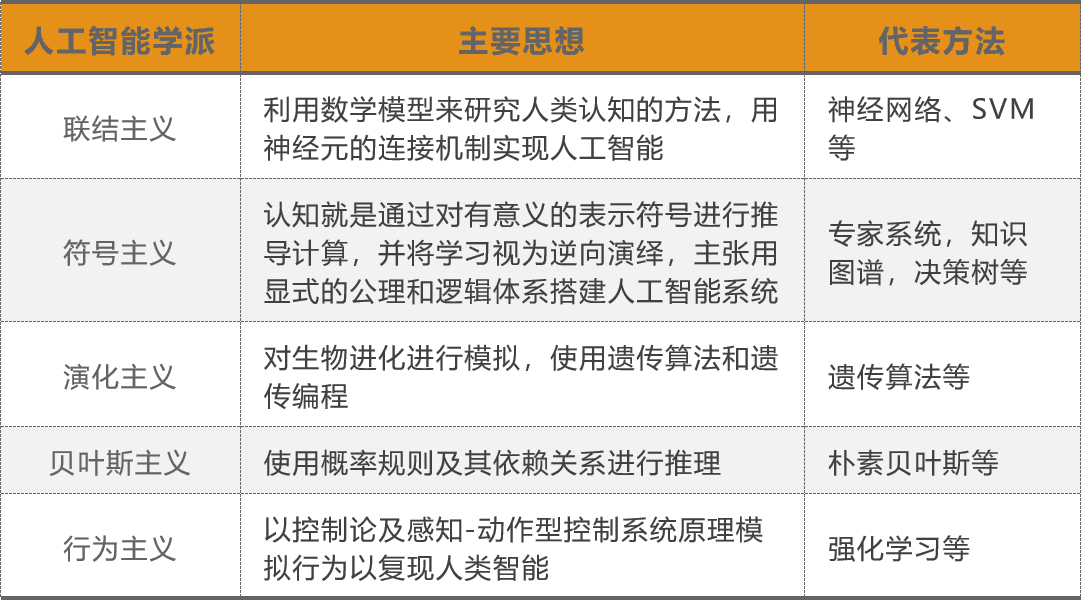 人工智能学派
主要思想
代表方法
联结主义
利用数学模型来研究人类认知的方法，用
神经元的连接机制实现人工智能
神经网络、SVM
等
符号主义
认知就是通过对有意义的表示符号进行推
导计算，并将学习视为逆向演绎，主张用
显式的公理和逻辑体系搭建人工智能系统
专家系统，知识
图谱，决策树等
演化主义
对生物进化进行模拟，使用遗传算法和遗
传编程
遗传算法等
贝叶斯主义
使用概率规则及其依赖关系进行推理
朴素贝叶斯等
行为主义
以控制论及感知-动作型控制系统原理模
拟行为以复现人类智能
强化学习等